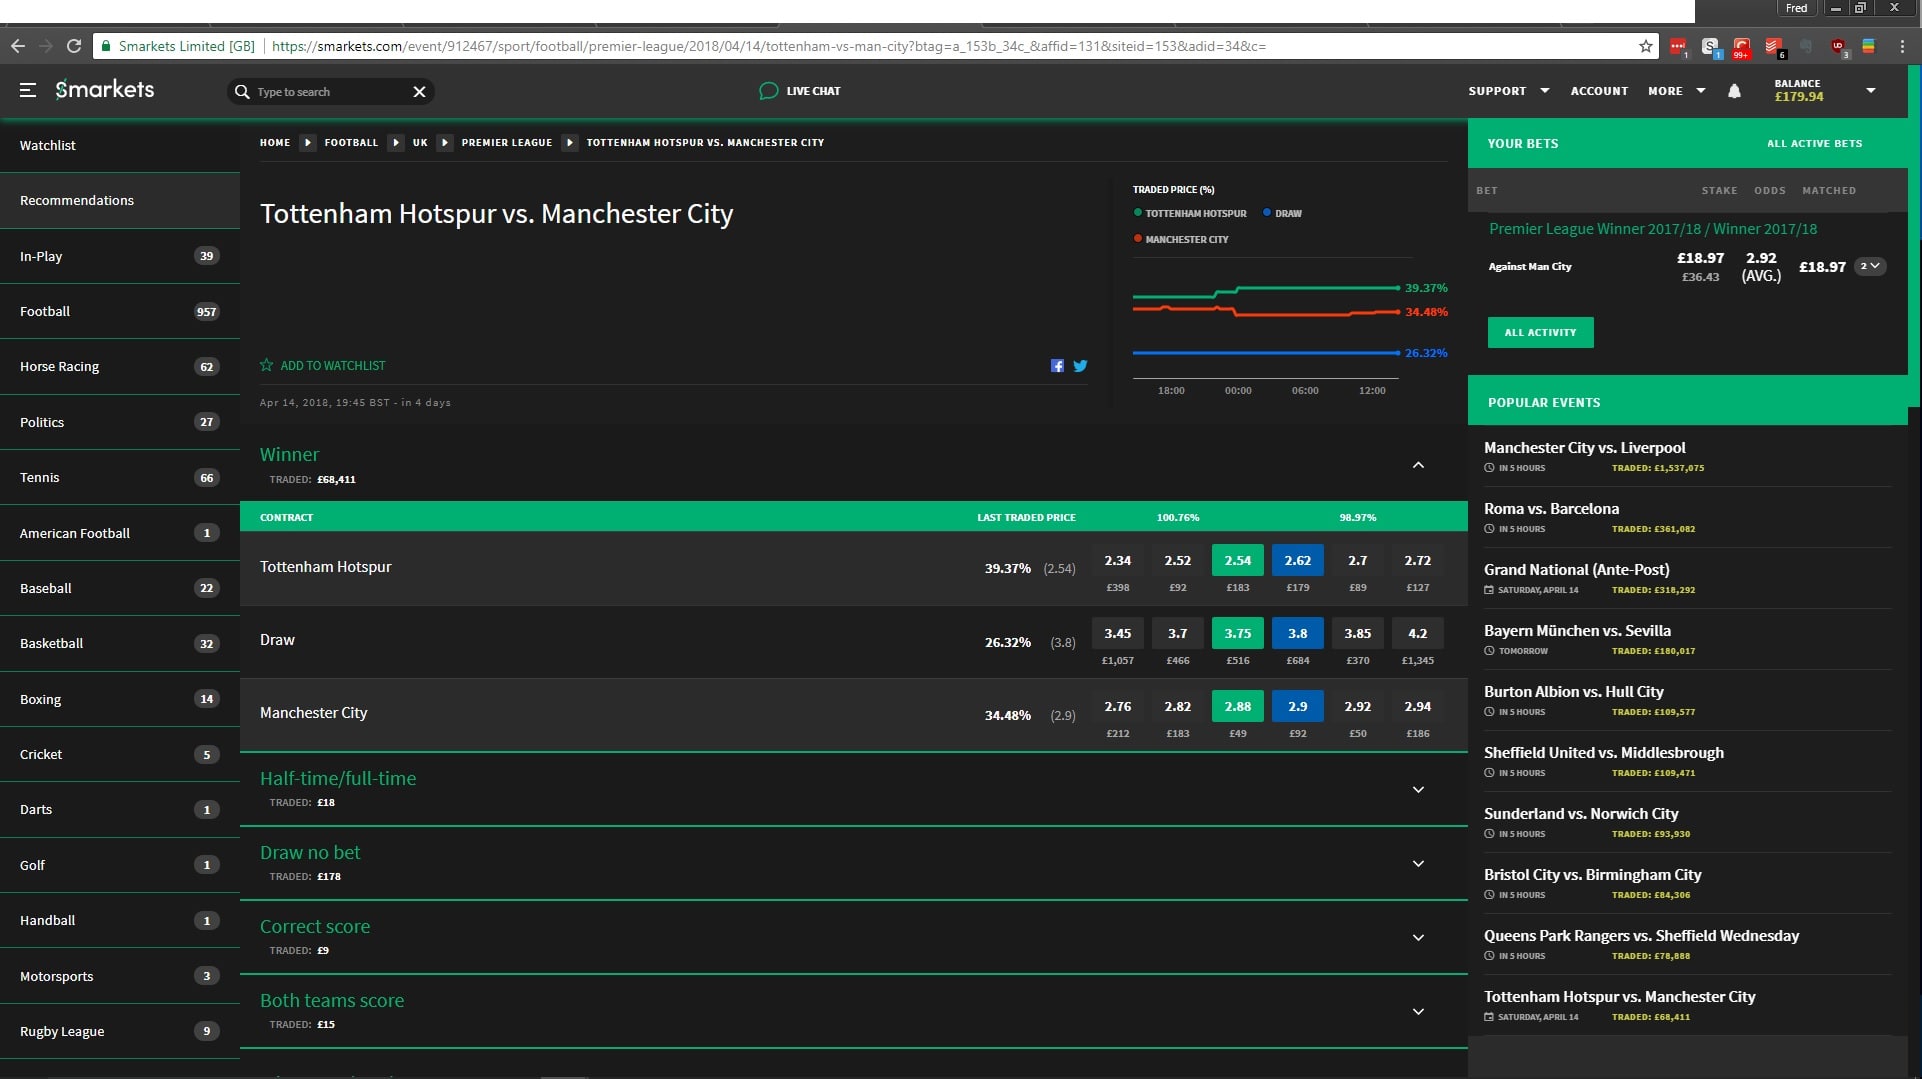 Fred
Smarkets Limited [GB] https://smarkets.com/event/912467/sport/football/premier-league/2018/04/14/tottenham-vs-man-city?btag=a_153b_34c_&affid=131&siteid=153&adid=34&c=
1 S 1 99+ 6 UD 3
Smarkets
Type to search
LIVE CHAT
SUPPORT ACCOUNT MORE
BALANCE
£179.94
Watchlist
Recommendations
In-Play 39
Football 957
Horse Racing 62
Politics 27
Tennis 66
American Football 1
Baseball 22
Basketball 32
Boxing 14
Cricket 5
Darts 1
Golf 1
Handball 1
Motorsports 3
Rugby League 9
HOME FOOTBALL UK PREMIER LEAGUE TOTTENHAM HOTSPUR VS. MANCHESTER CITY
Tottenham Hotspur vs. Manchester City
ADD TO WATCHLIST
Apr 14, 2018, 19:45 BST - in 4 days
TRADED PRICE (%)
TOTTENHAM HOTSPUR DRAW
MANCHESTER CITY
39.37%
34.48%
26.32%
18:00 00:00 06:00 12:00
Winner
TRADED: £68,411
CONTRACT LAST TRADED PRICE 100.76% 98.97%
Tottenham Hotspur 39.37% (2.54) 2.34 2.52 2.54 2.62 2.7 2.72
£398 £92 £183 £179 £89 £127
Draw 26.32% (3.8) 3.45 3.7 3.75 3.8 3.85 4.2
£1,057 £466 £516 £684 £370 £1,345
Manchester City 34.48% (2.9) 2.76 2.82 2.88 2.9 2.92 2.94
£212 £183 £49 £92 £50 £186
Half-time/full-time
TRADED: £18
Draw no bet
TRADED: £178
Correct score
TRADED: £9
Both teams score
TRADED: £15
YOUR BETS ALL ACTIVE BETS
BET STAKE ODDS MATCHED
Premier League Winner 2017/18 / Winner 2017/18
Against Man City £18.97 2.92 £18.97 2
£36.43 (AVG.)
ALL ACTIVITY
POPULAR EVENTS
Manchester City vs. Liverpool
IN 5 HOURS TRADED: £1,537,075
Roma vs. Barcelona
IN 5 HOURS TRADED: £361,082
Grand National (Ante-Post)
SATURDAY, APRIL 14 TRADED: £318,292
Bayern München vs. Sevilla
TOMORROW TRADED: £180,017
Burton Albion vs. Hull City
IN 5 HOURS TRADED: £109,577
Sheffield United vs. Middlesbrough
IN 5 HOURS TRADED: £109,471
Sunderland vs. Norwich City
IN 5 HOURS TRADED: £93,930
Bristol City vs. Birmingham City
IN 5 HOURS TRADED: £84,306
Queens Park Rangers vs. Sheffield Wednesday
IN 5 HOURS TRADED: £78,888
Tottenham Hotspur vs. Manchester City
SATURDAY, APRIL 14 TRADED: £68,411